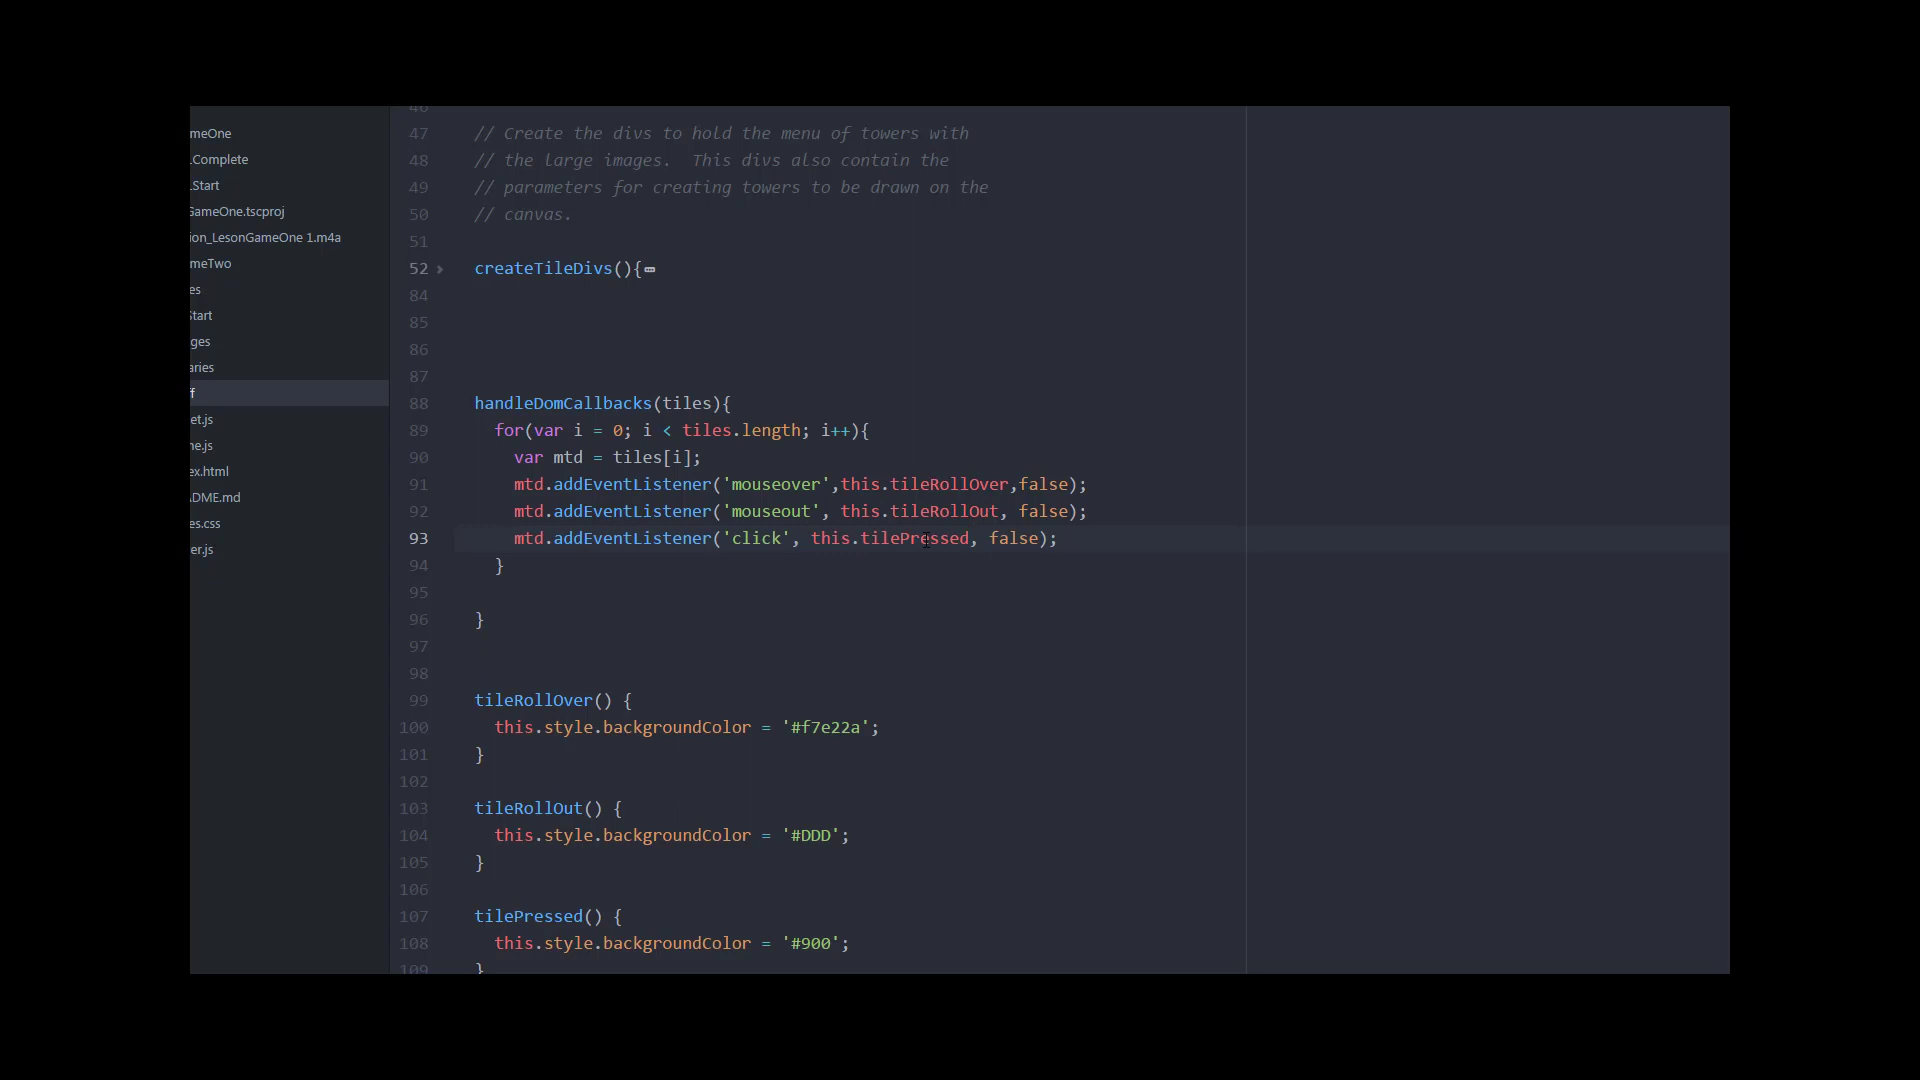 meOne
.Complete
.Start
GameOne.tscproj
ion_LesonGameOne 1.m4a
meTwo
es
Start
ges
aries
f
et.js
ne.js
ex.html
DME.md
es.css
er.js
46
47 // Create the divs to hold the menu of towers with
48 // the large images.  This divs also contain the
49 // parameters for creating towers to be drawn on the
50 // canvas.
51
52 createTileDivs(){
84
85
86
87
88 handleDomCallbacks(tiles){
89 for(var i = 0; i < tiles.length; i++){
90 var mtd = tiles[i];
91 mtd.addEventListener('mouseover',this.tileRollOver,false);
92 mtd.addEventListener('mouseout', this.tileRollOut, false);
93 mtd.addEventListener('click', this.tilePressed, false);
94 }
95
96 }
97
98
99 tileRollOver() {
100 this.style.backgroundColor = '#f7e22a';
101 }
102
103 tileRollOut() {
104 this.style.backgroundColor = '#DDD';
105 }
106
107 tilePressed() {
108 this.style.backgroundColor = '#900';
109 }